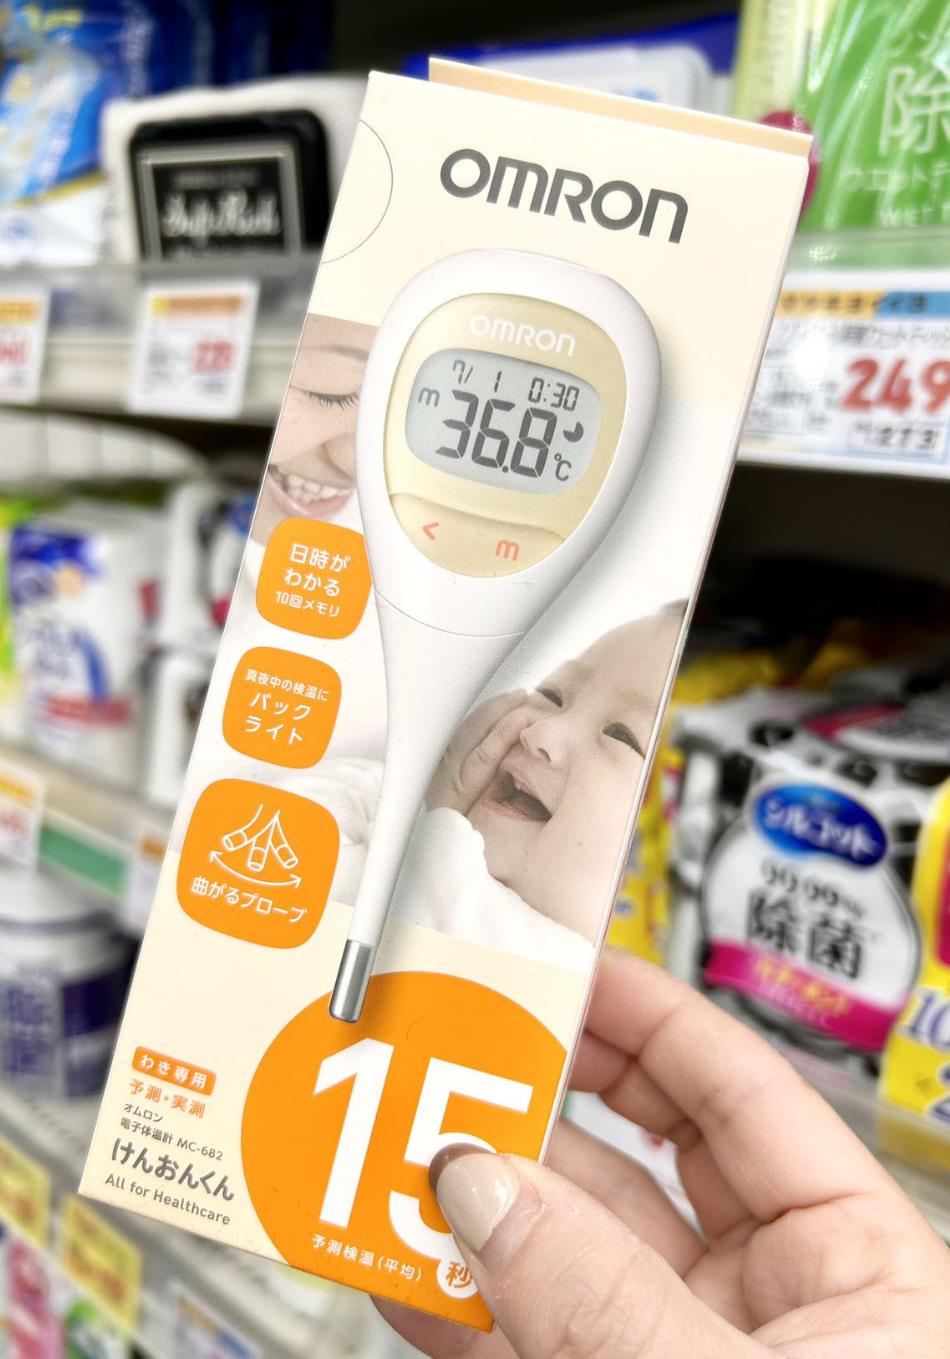 OMRON
OMRON
7/ 1 0:30
m 36.8 ℃
< m
日時が
わかる
10回メモリ
真夜中の検温に
バック
ライト
曲がるプローブ
わき専用
予測・実測
オムロン
電子体温計 MC-682
けんおんくん
All for Healthcare
15
秒
予測検温(平均)
除
249
シルコット
99.99%
除菌